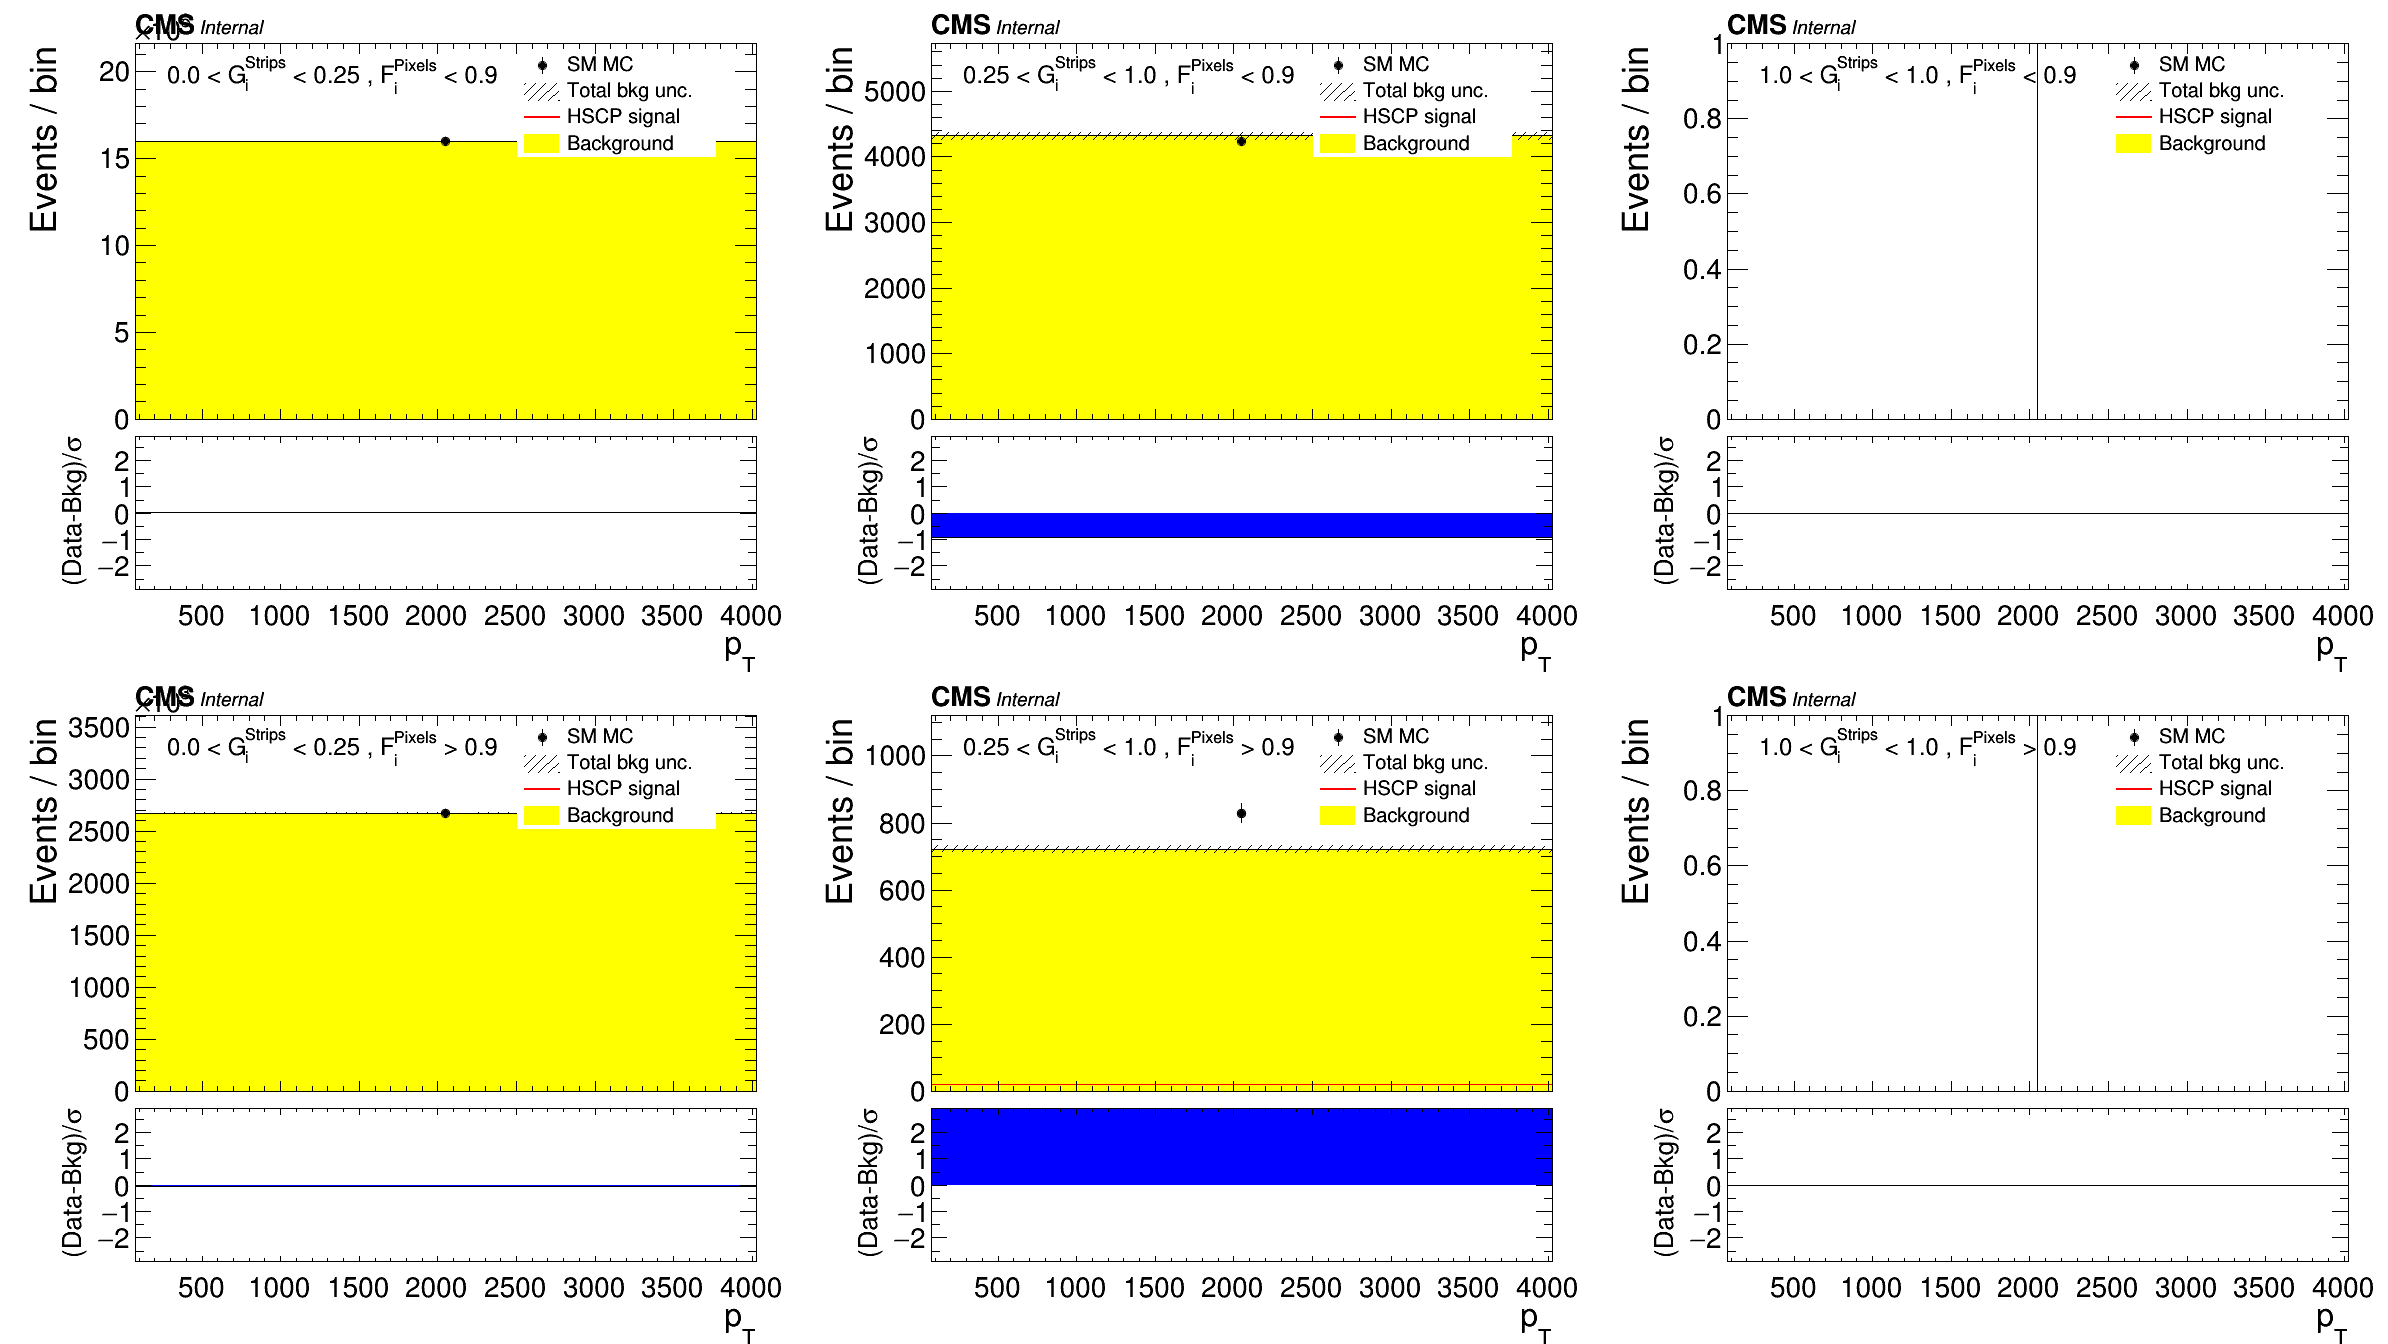 CMS Internal
Events / bin
0.0 < G_i^Strips < 0.25 , F_i^Pixels < 0.9
SM MC
Total bkg unc.
HSCP signal
Background
20
15
10
5
0
(Data-Bkg)/σ
2
1
0
−1
−2
500 1000 1500 2000 2500 3000 3500 4000
p_T
CMS Internal
Events / bin
0.25 < G_i^Strips < 1.0 , F_i^Pixels < 0.9
SM MC
Total bkg unc.
HSCP signal
Background
5000
4000
3000
2000
1000
0
(Data-Bkg)/σ
2
1
0
−1
−2
500 1000 1500 2000 2500 3000 3500 4000
p_T
CMS Internal
Events / bin
1.0 < G_i^Strips < 1.0 , F_i^Pixels < 0.9
SM MC
Total bkg unc.
HSCP signal
Background
1
0.8
0.6
0.4
0.2
0
(Data-Bkg)/σ
2
1
0
−1
−2
500 1000 1500 2000 2500 3000 3500 4000
p_T
CMS Internal
Events / bin
0.0 < G_i^Strips < 0.25 , F_i^Pixels > 0.9
SM MC
Total bkg unc.
HSCP signal
Background
3500
3000
2500
2000
1500
1000
500
0
(Data-Bkg)/σ
2
1
0
−1
−2
500 1000 1500 2000 2500 3000 3500 4000
p_T
CMS Internal
Events / bin
0.25 < G_i^Strips < 1.0 , F_i^Pixels > 0.9
SM MC
Total bkg unc.
HSCP signal
Background
1000
800
600
400
200
0
(Data-Bkg)/σ
2
1
0
−1
−2
500 1000 1500 2000 2500 3000 3500 4000
p_T
CMS Internal
Events / bin
1.0 < G_i^Strips < 1.0 , F_i^Pixels > 0.9
SM MC
Total bkg unc.
HSCP signal
Background
1
0.8
0.6
0.4
0.2
0
(Data-Bkg)/σ
2
1
0
−1
−2
500 1000 1500 2000 2500 3000 3500 4000
p_T